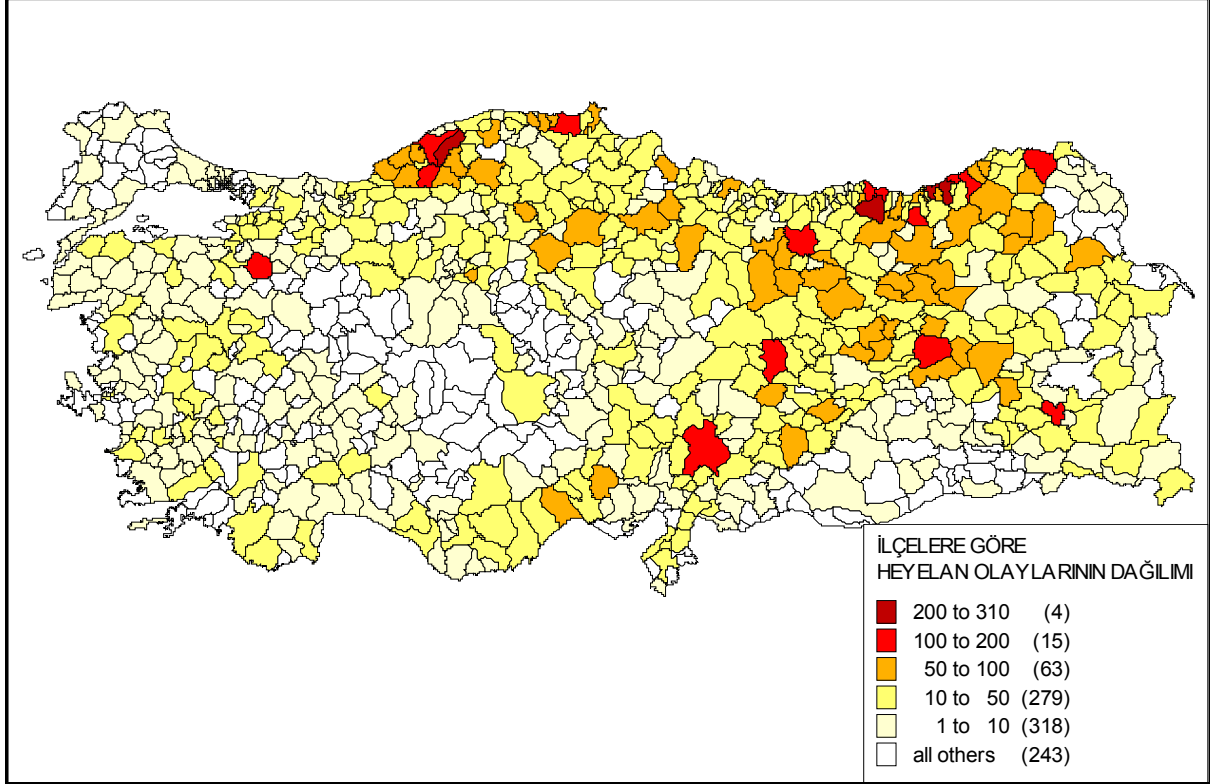 İLÇELERE GÖRE
HEYELAN OLAYLARININ DAĞILIMI
200 to 310 (4)
100 to 200 (15)
50 to 100 (63)
10 to 50 (279)
1 to 10 (318)
all others (243)